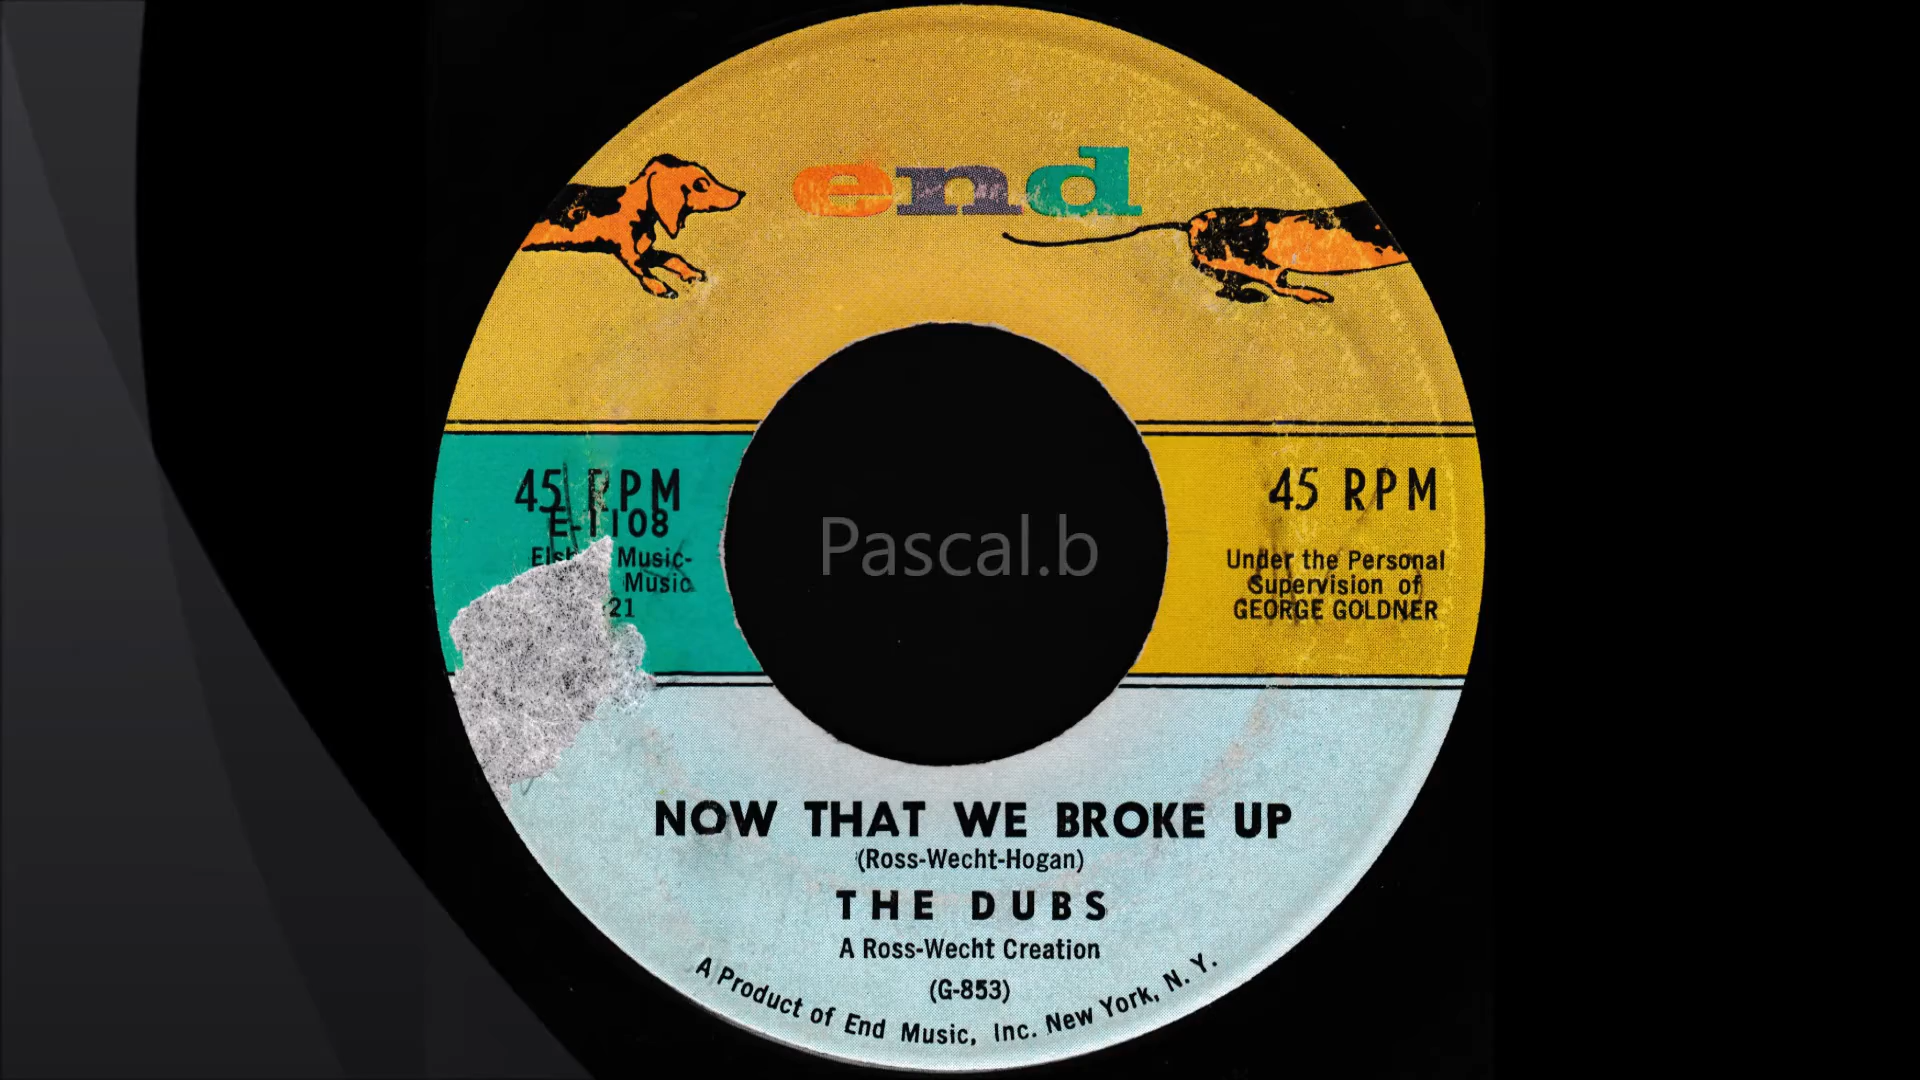 end
45 RPM
E-1108
Music-
Music
21
45 RPM
Under the Personal
Supervision of
GEORGE GOLDNER
Pascal.b
NOW THAT WE BROKE UP
(Ross-Wecht-Hogan)
THE DUBS
A Ross-Wecht Creation
(G-853)
A Product of End Music, Inc. New York, N. Y.